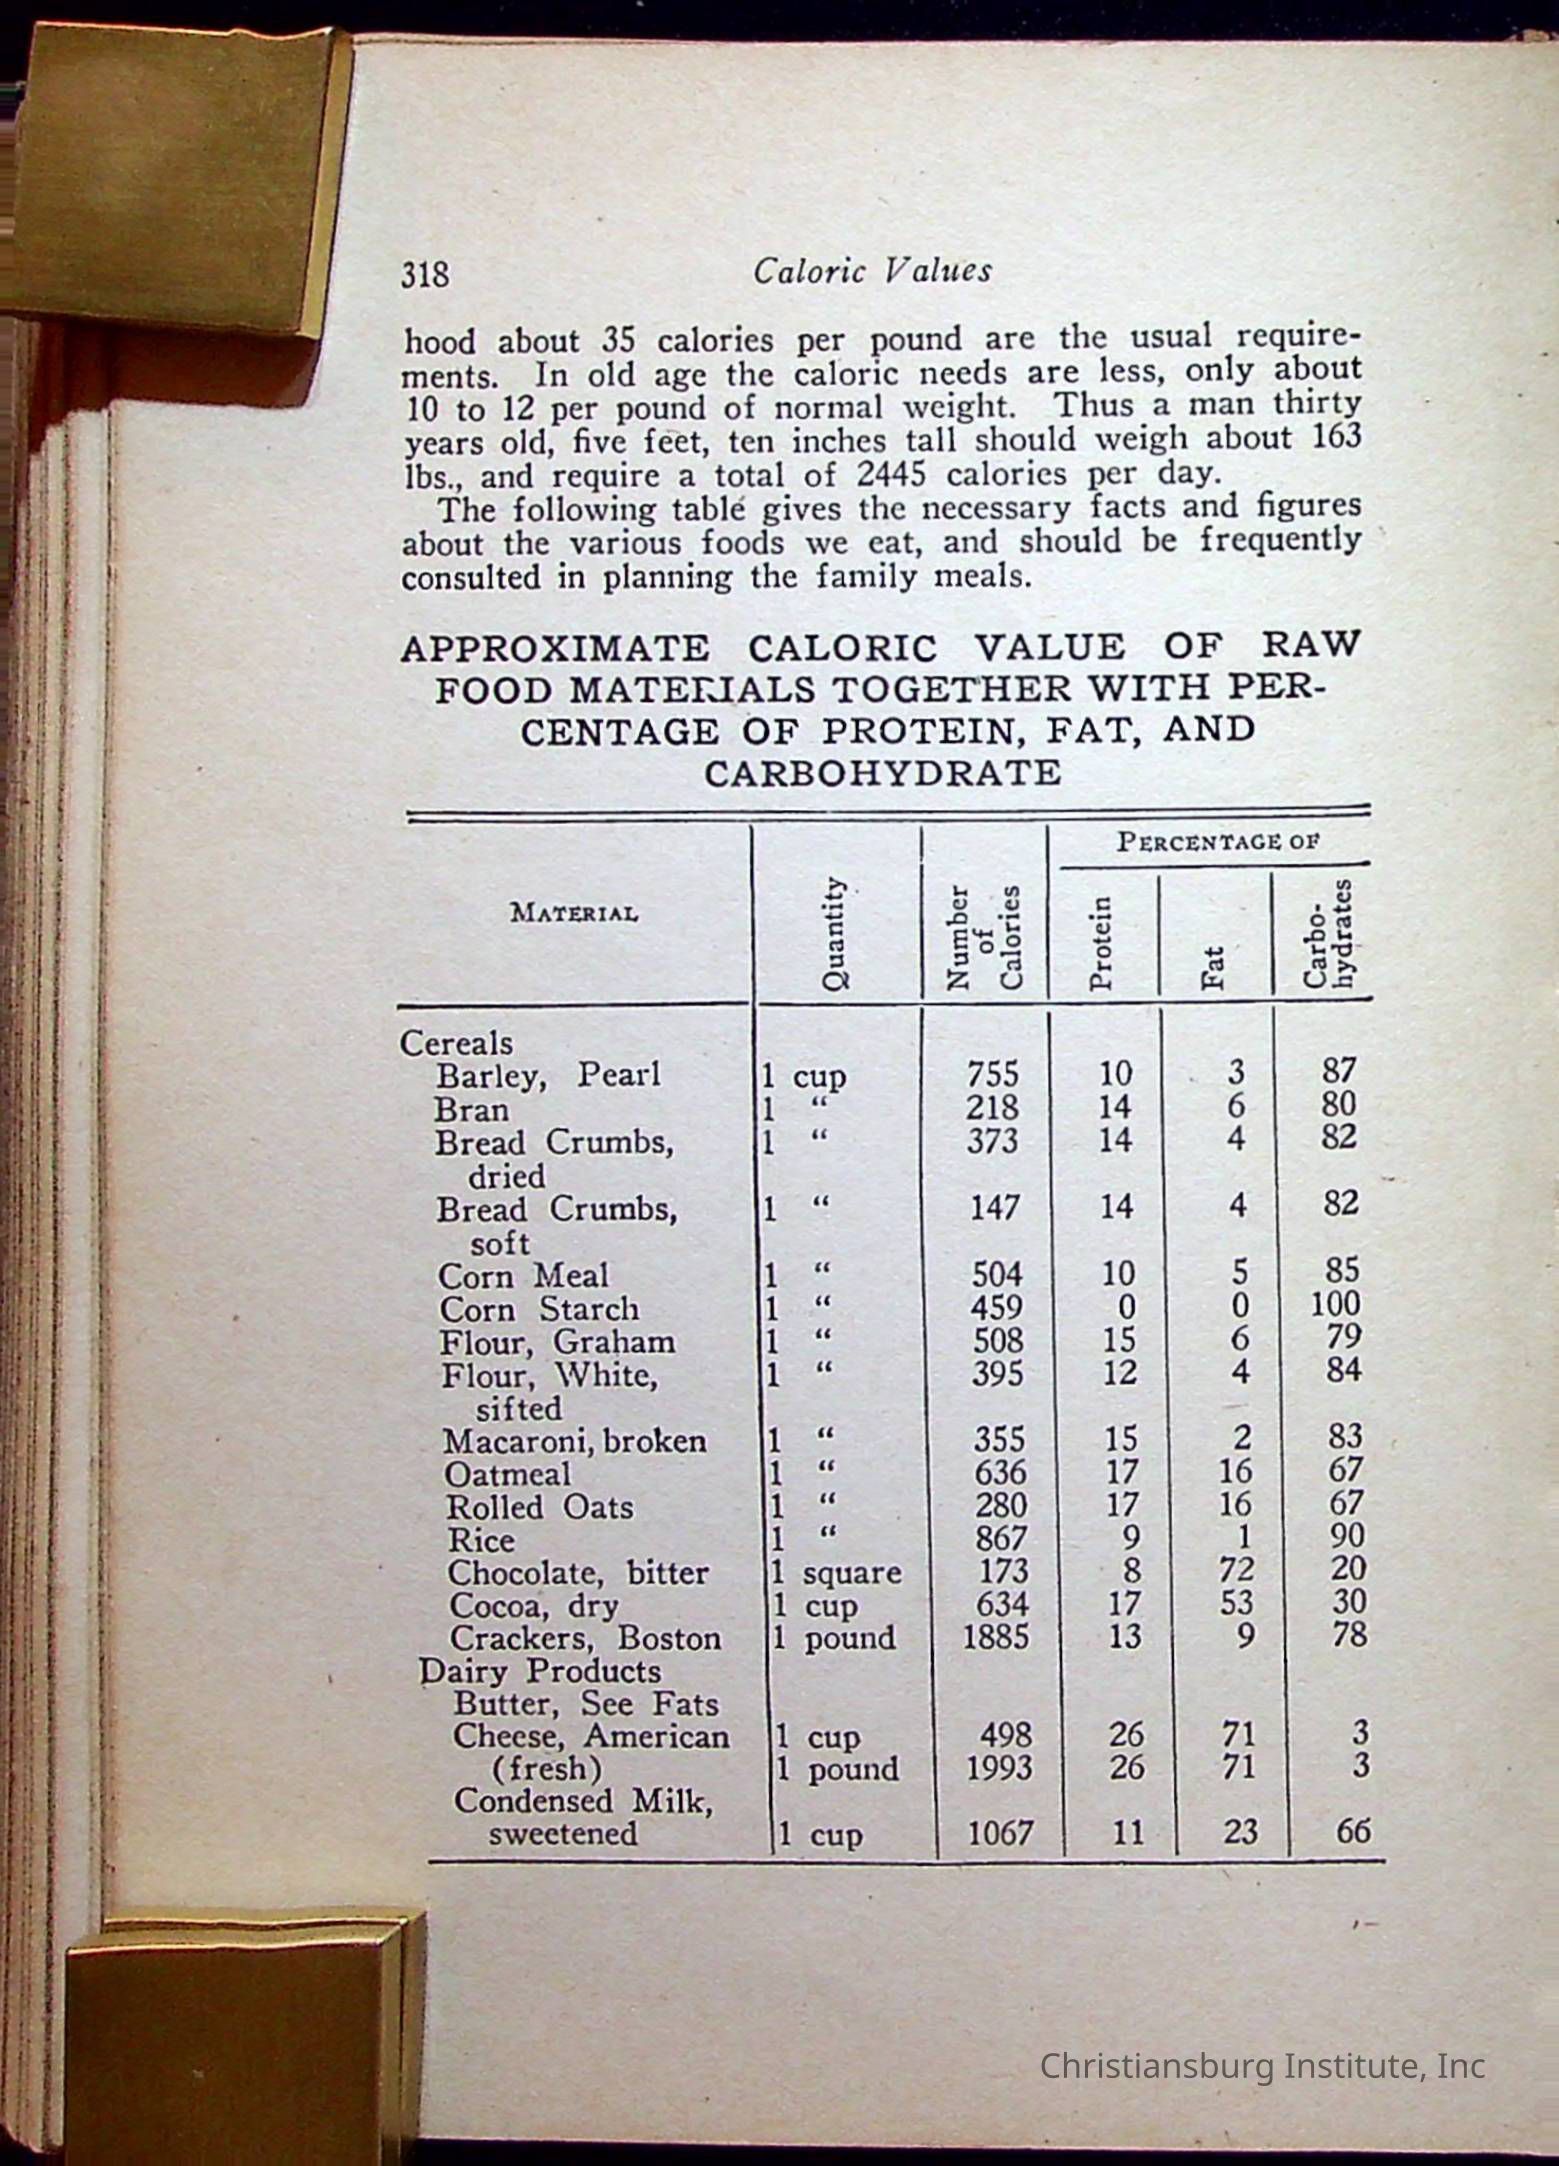 318 Caloric Values
hood about 35 calories per pound are the usual require-
ments. In old age the caloric needs are less, only about
10 to 12 per pound of normal weight. Thus a man thirty
years old, five feet, ten inches tall should weigh about 163
lbs., and require a total of 2445 calories per day.
The following table gives the necessary facts and figures
about the various foods we eat, and should be frequently
consulted in planning the family meals.
APPROXIMATE CALORIC VALUE OF RAW
FOOD MATERIALS TOGETHER WITH PER-
CENTAGE OF PROTEIN, FAT, AND
CARBOHYDRATE
PERCENTAGE OF
MATERIAL Quantity Number of Calories Protein Fat Carbo-hydrates
Cereals
Barley, Pearl 1 cup 755 10 3 87
Bran 1 “ 218 14 6 80
Bread Crumbs, 1 “ 373 14 4 82
dried
Bread Crumbs, 1 “ 147 14 4 82
soft
Corn Meal 1 “ 504 10 5 85
Corn Starch 1 “ 459 0 0 100
Flour, Graham 1 “ 508 15 6 79
Flour, White, 1 “ 395 12 4 84
sifted
Macaroni, broken 1 “ 355 15 2 83
Oatmeal 1 “ 636 17 16 67
Rolled Oats 1 “ 280 17 16 67
Rice 1 “ 867 9 1 90
Chocolate, bitter 1 square 173 8 72 20
Cocoa, dry 1 cup 634 17 53 30
Crackers, Boston 1 pound 1885 13 9 78
Dairy Products
Butter, See Fats
Cheese, American 1 cup 498 26 71 3
(fresh) 1 pound 1993 26 71 3
Condensed Milk,
sweetened 1 cup 1067 11 23 66
Christiansburg Institute, Inc